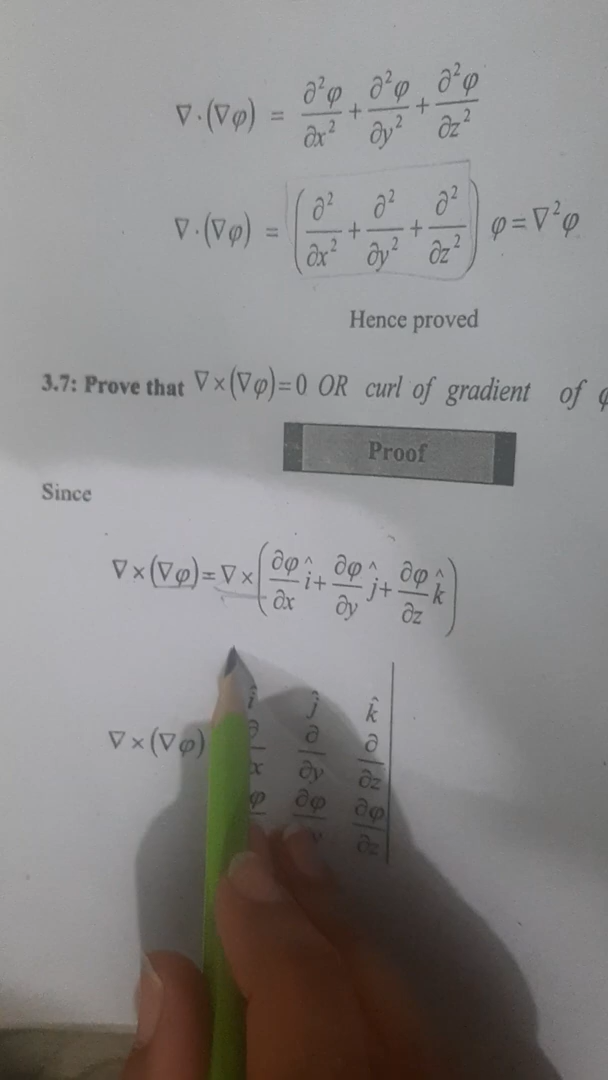 ∇·(∇φ) = ∂²φ/∂x² + ∂²φ/∂y² + ∂²φ/∂z²
∇·(∇φ) = (∂²/∂x² + ∂²/∂y² + ∂²/∂z²) φ = ∇²φ
Hence proved
3.7: Prove that ∇×(∇φ)=0 OR curl of gradient of φ
Proof
Since
∇×(∇φ)=∇×(∂φ/∂x î + ∂φ/∂y ĵ + ∂φ/∂z k̂)
î ĵ k̂
∇×(∇φ) ∂/∂y ∂/∂z
φ ∂φ ∂φ/∂z